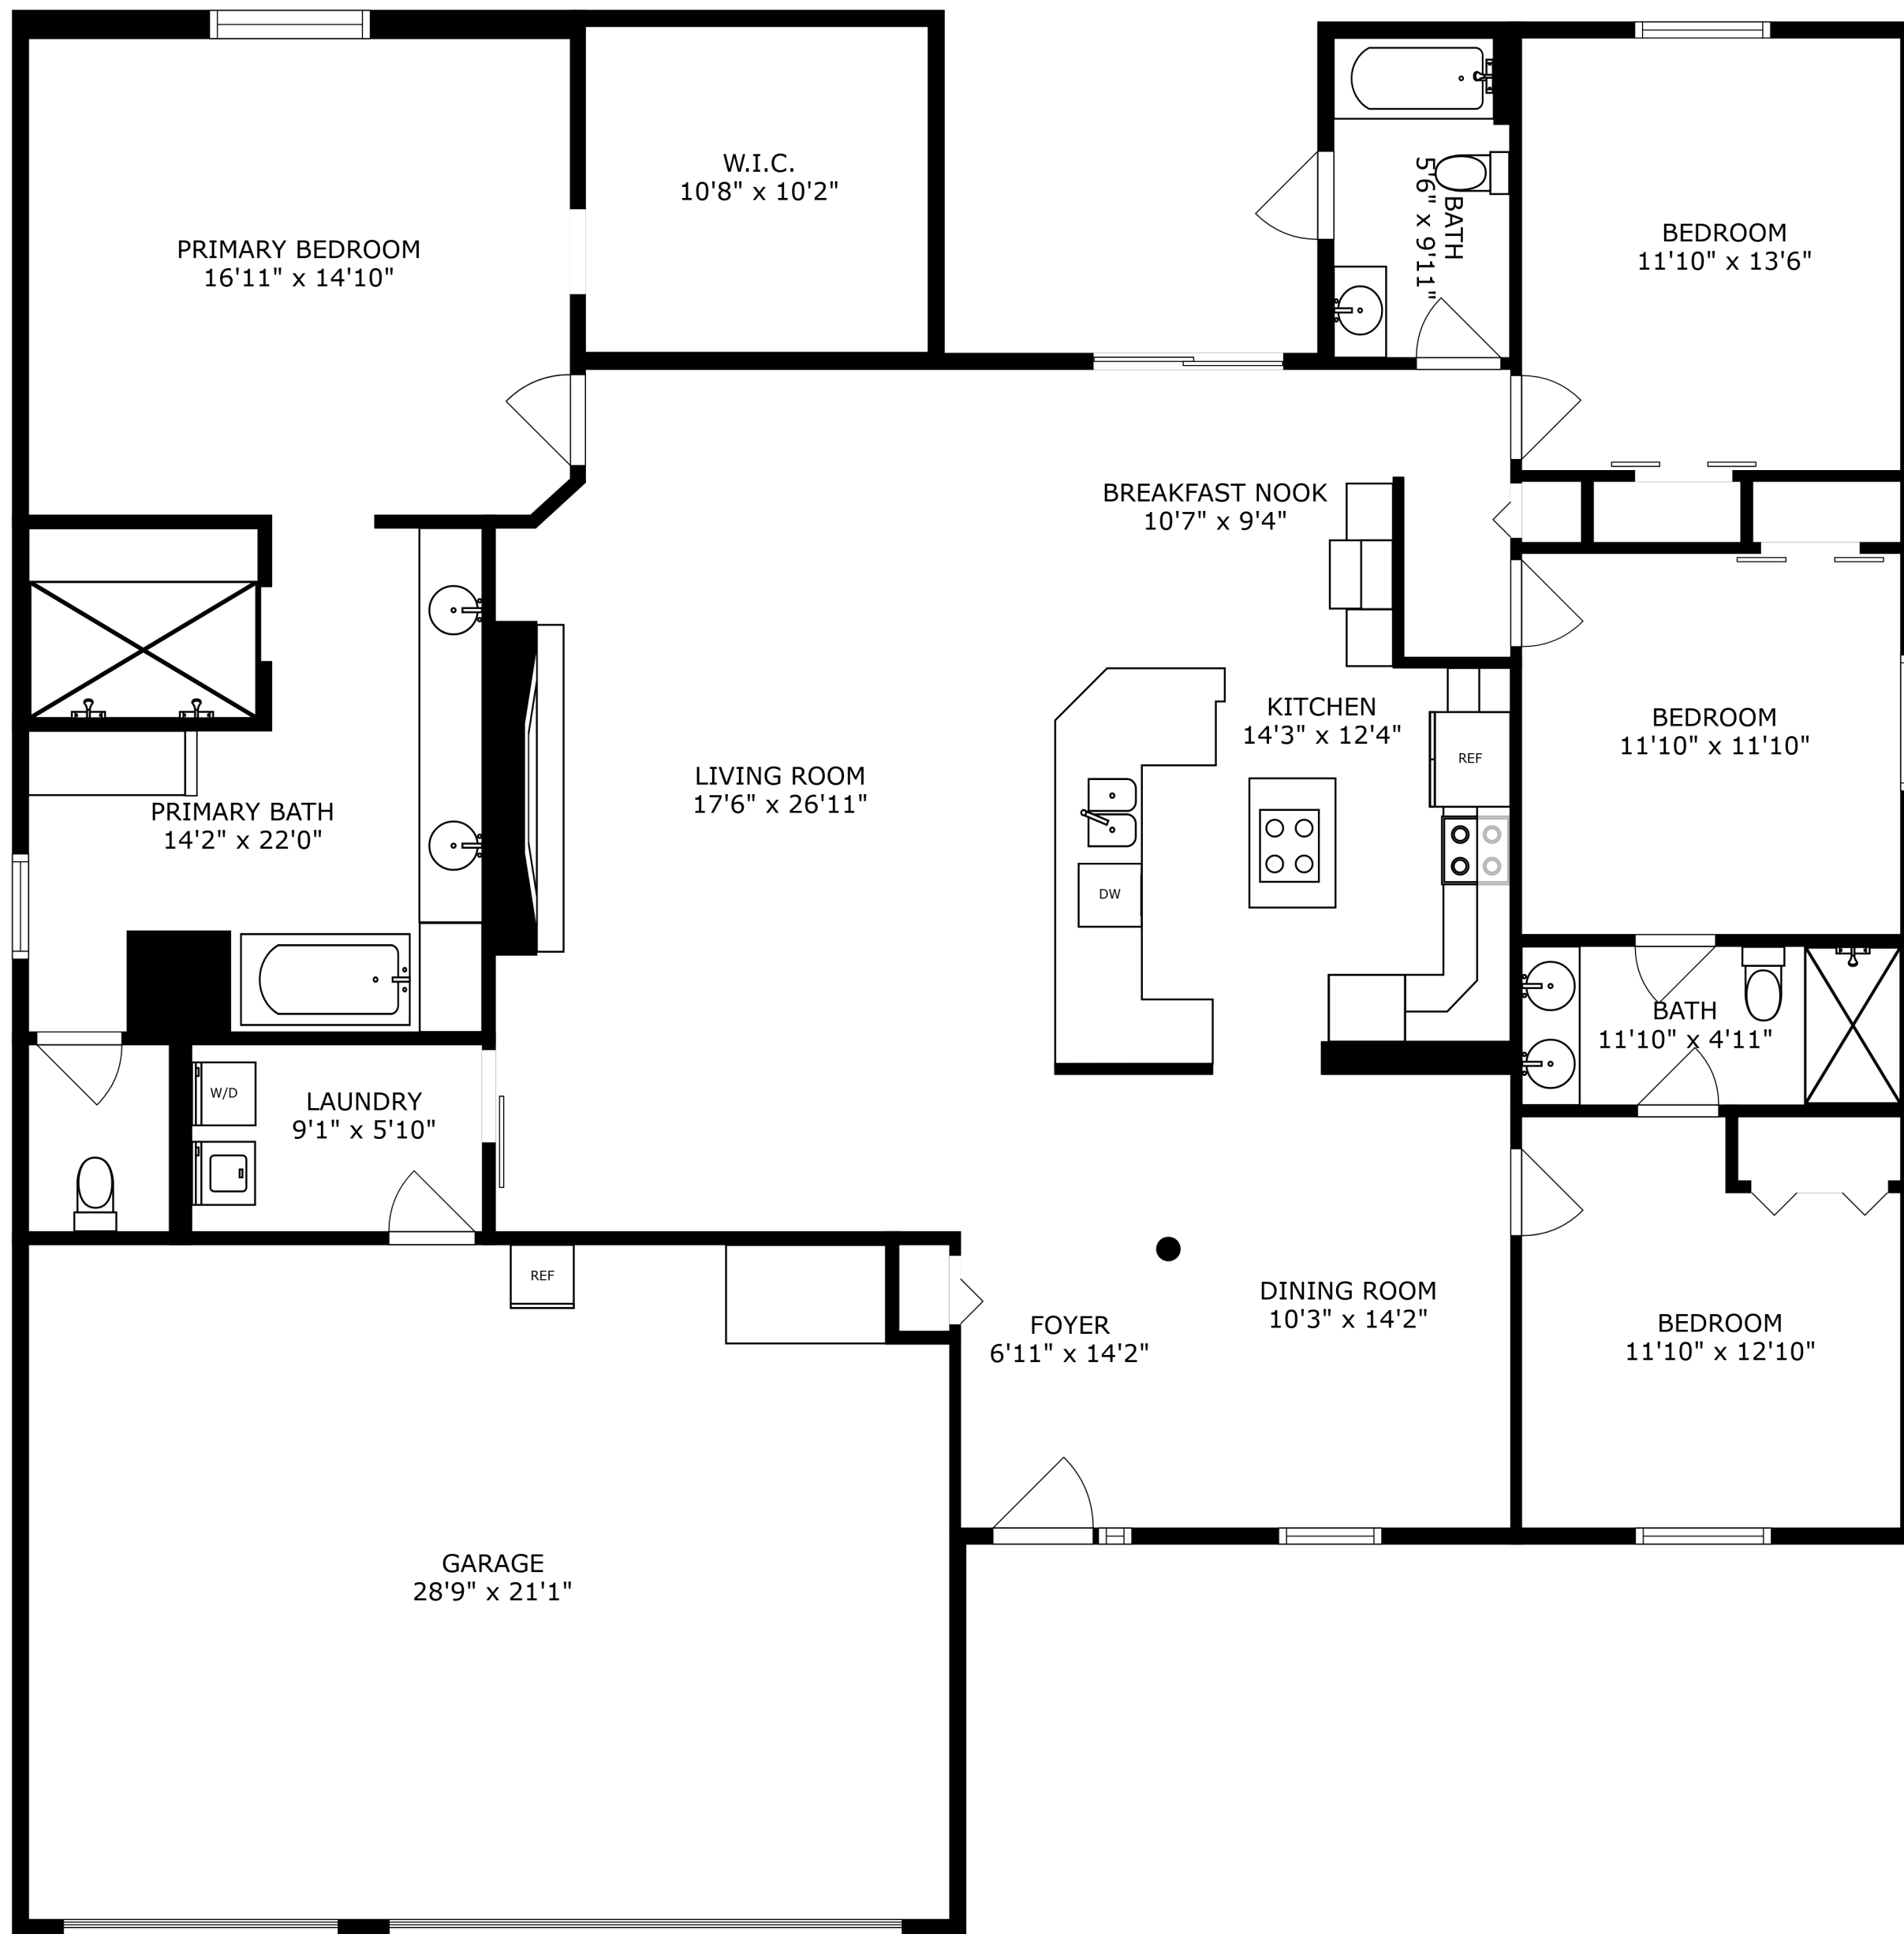 W.I.C.
10'8" x 10'2"
PRIMARY BEDROOM
16'11" x 14'10"
BATH
5'6" x 9'11"
BEDROOM
11'10" x 13'6"
BREAKFAST NOOK
10'7" x 9'4"
KITCHEN
14'3" x 12'4"
REF
BEDROOM
11'10" x 11'10"
LIVING ROOM
17'6" x 26'11"
PRIMARY BATH
14'2" x 22'0"
DW
BATH
11'10" x 4'11"
W/D
LAUNDRY
9'1" x 5'10"
REF
FOYER
6'11" x 14'2"
DINING ROOM
10'3" x 14'2"
BEDROOM
11'10" x 12'10"
GARAGE
28'9" x 21'1"